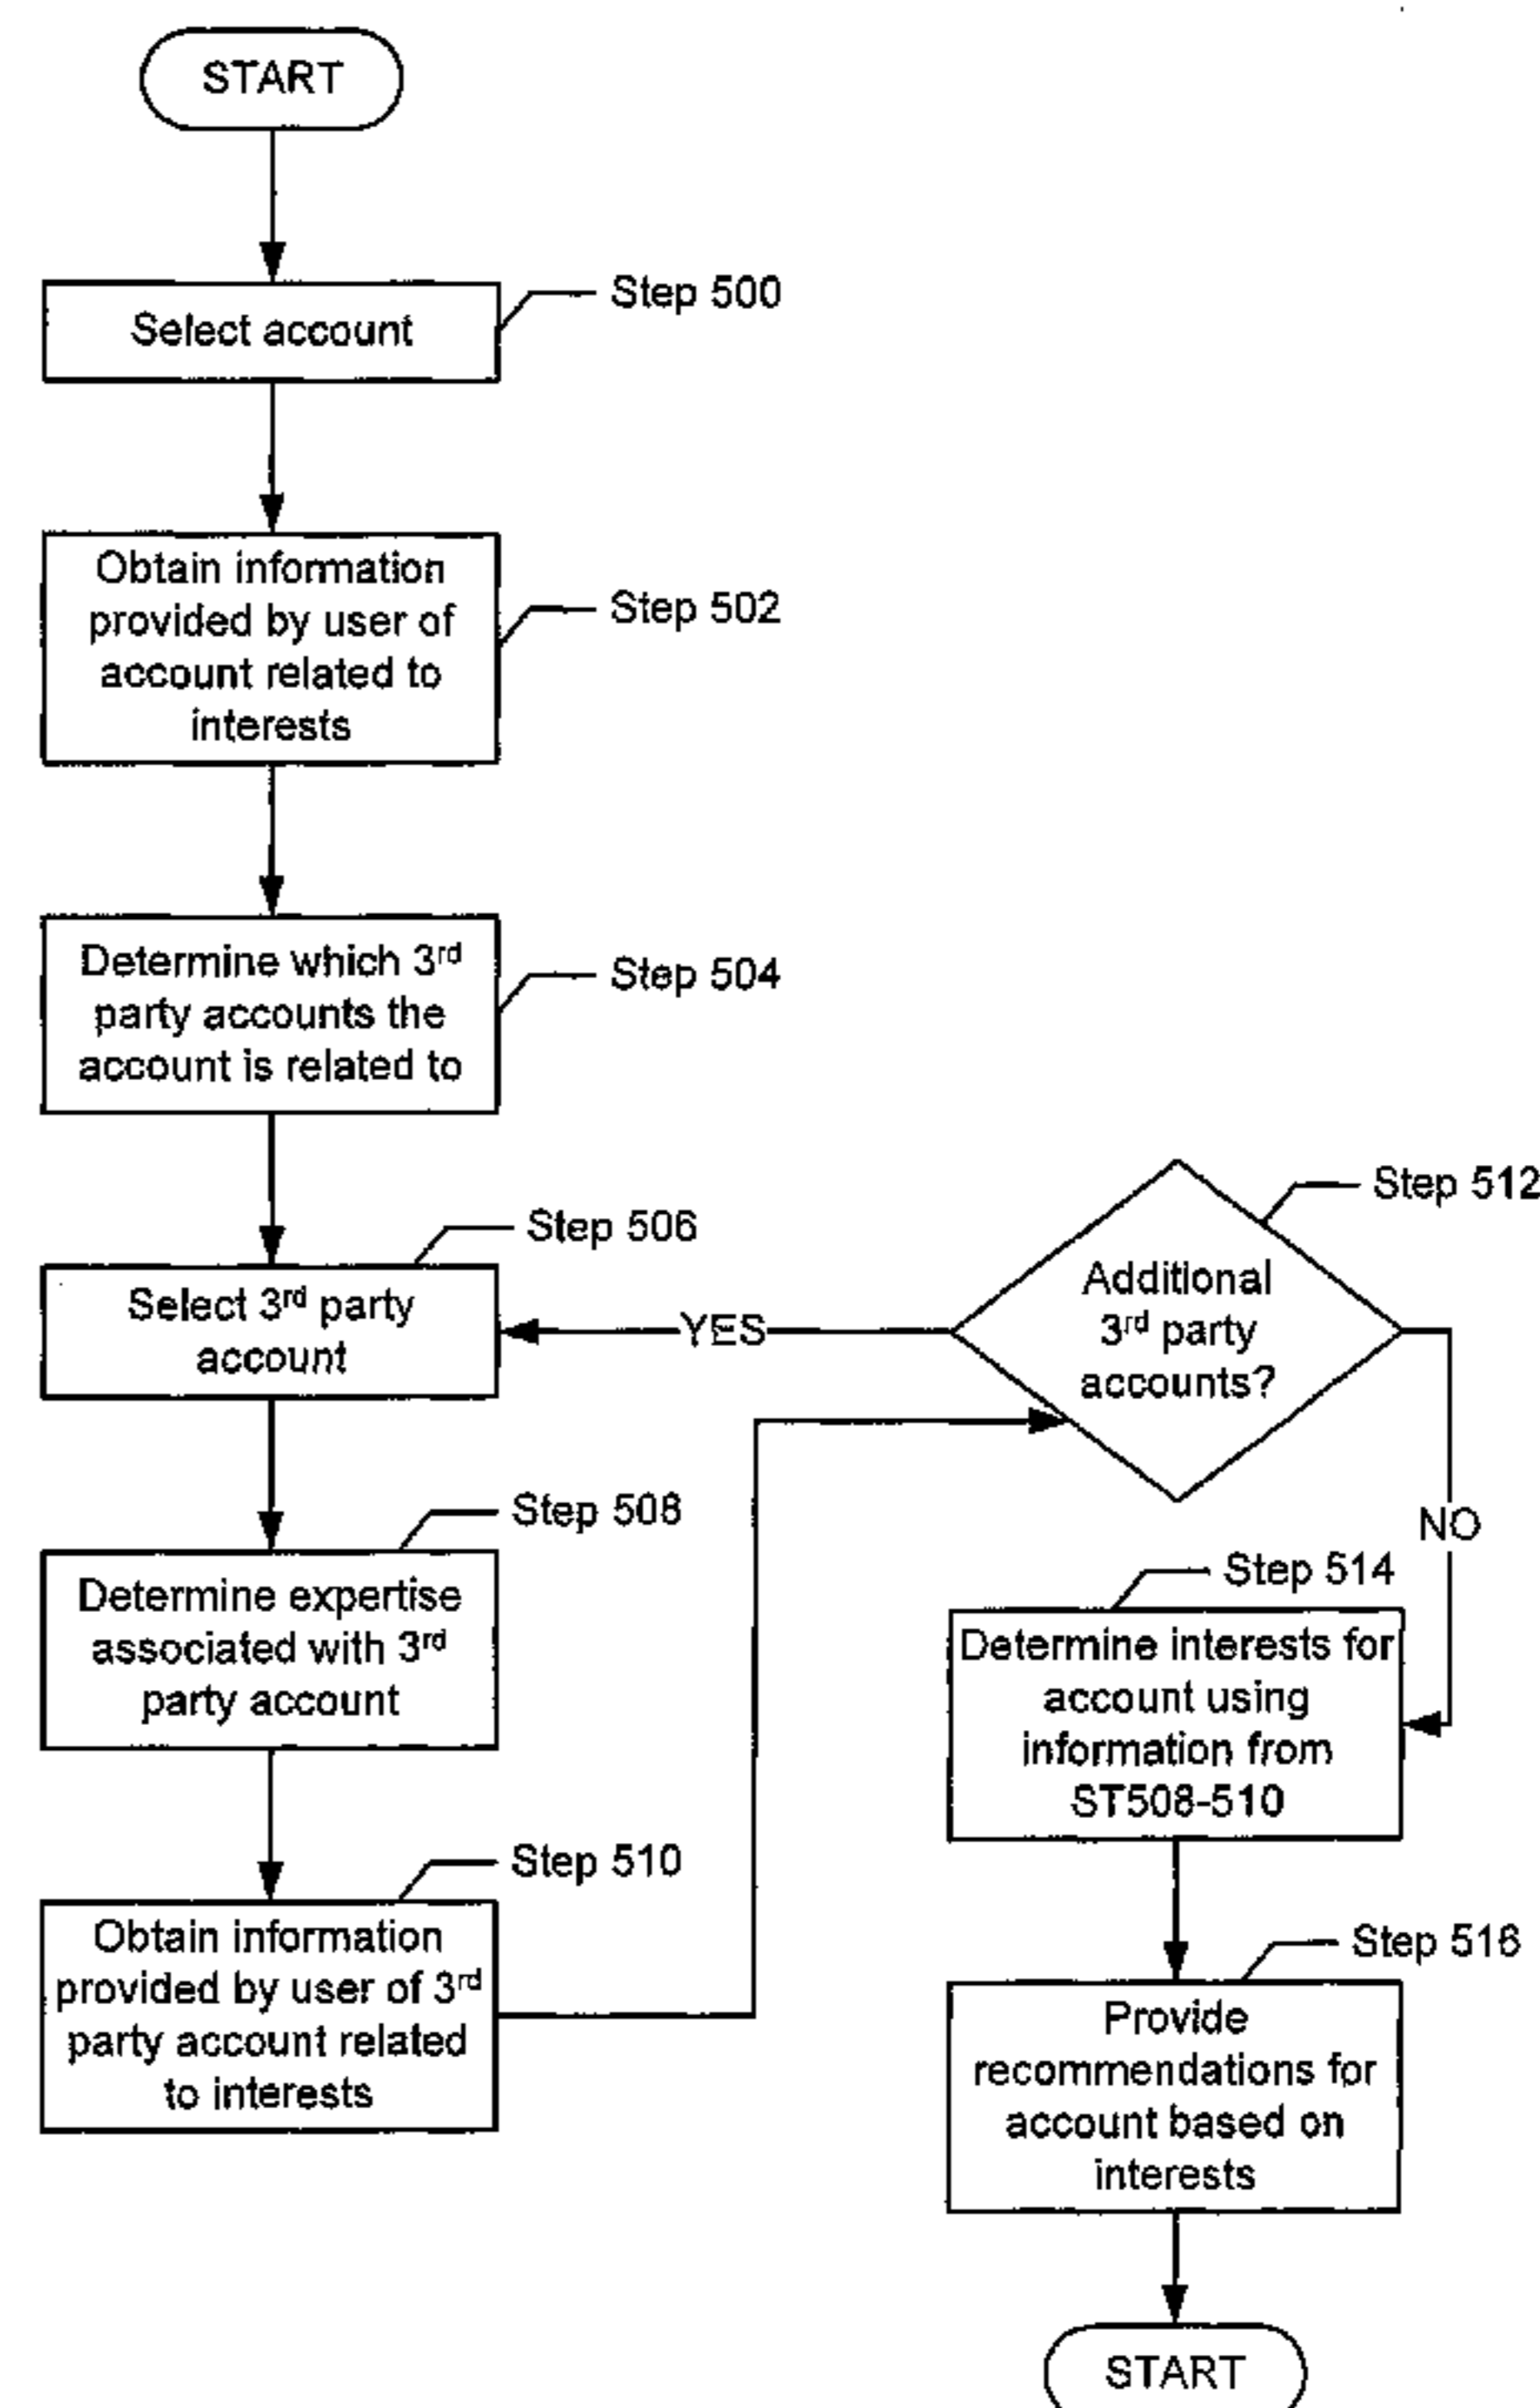 START
Step 500
Select account
Step 502
Obtain information
provided by user of
account related to
interests
Step 504
Determine which 3rd
party accounts the
account is related to
Step 506
Select 3rd party
account
Step 508
Determine expertise
associated with 3rd
party account
Step 510
Obtain information
provided by user of 3rd
party account related
to interests
Step 512
Additional
3rd party
accounts?
YES
NO
Step 514
Determine interests for
account using
information from
ST508-510
Step 516
Provide
recommendations for
account based on
interests
START